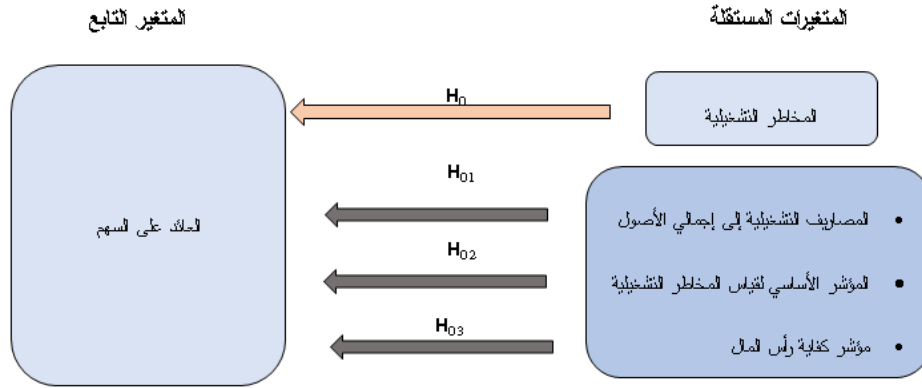 المتغيرات المستقلة
المتغير التابع
المخاطر التشغيلية
H0
العائد على السهم
H01
• المصاريف التشغيلية إلى إجمالي الأصول
H02
• المؤشر الأساسي لقياس المخاطر التشغيلية
H03
• مؤشر كفاية رأس المال